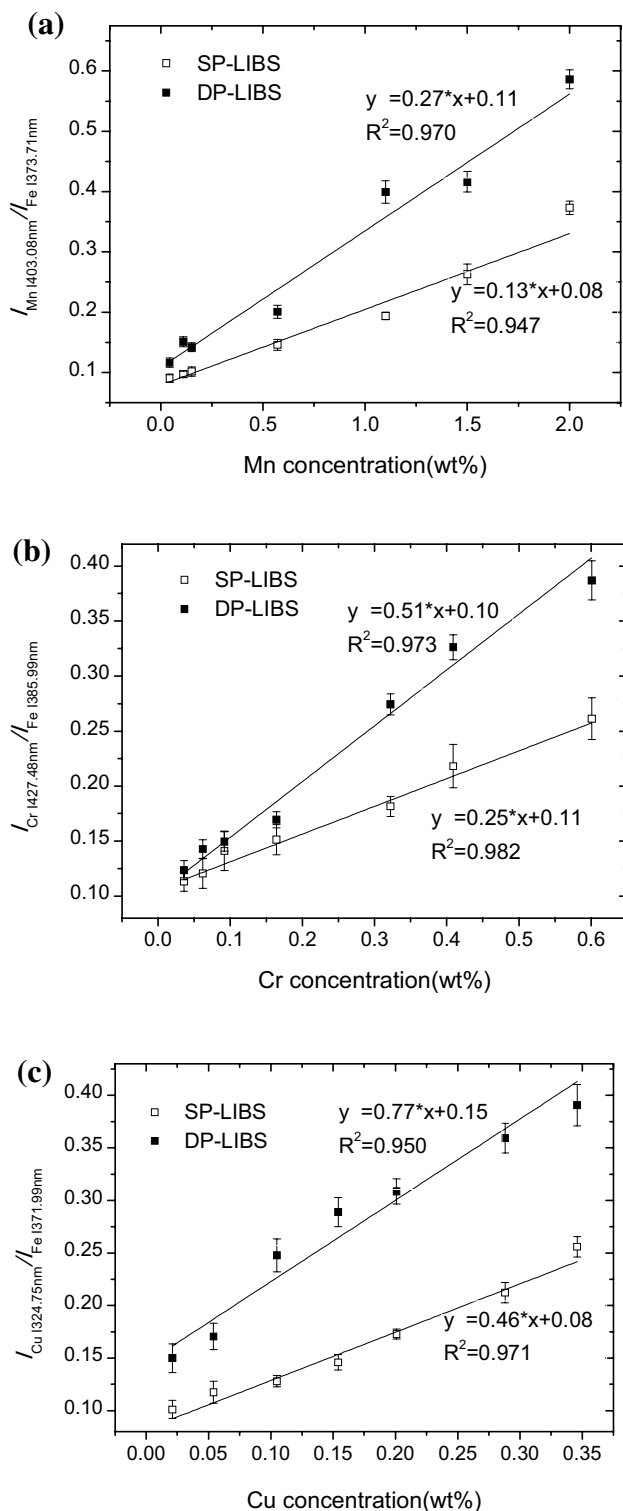 (a)
SP-LIBS
DP-LIBS
y =0.27*x+0.11
R²=0.970
y =0.13*x+0.08
R²=0.947
0.6
0.5
0.4
0.3
0.2
0.1
I Mn I403.08nm/I Fe I373.71nm
0.0 0.5 1.0 1.5 2.0
Mn concentration(wt%)
(b)
SP-LIBS
DP-LIBS
y =0.51*x+0.10
R²=0.973
y =0.25*x+0.11
R²=0.982
0.40
0.35
0.30
0.25
0.20
0.15
0.10
I Cr I427.48nm/I Fe I385.99nm
0.0 0.1 0.2 0.3 0.4 0.5 0.6
Cr concentration(wt%)
(c)
SP-LIBS
DP-LIBS
y =0.77*x+0.15
R²=0.950
y =0.46*x+0.08
R²=0.971
0.40
0.35
0.30
0.25
0.20
0.15
0.10
I Cu I324.75nm/I Fe I371.99nm
0.00 0.05 0.10 0.15 0.20 0.25 0.30 0.35
Cu concentration(wt%)